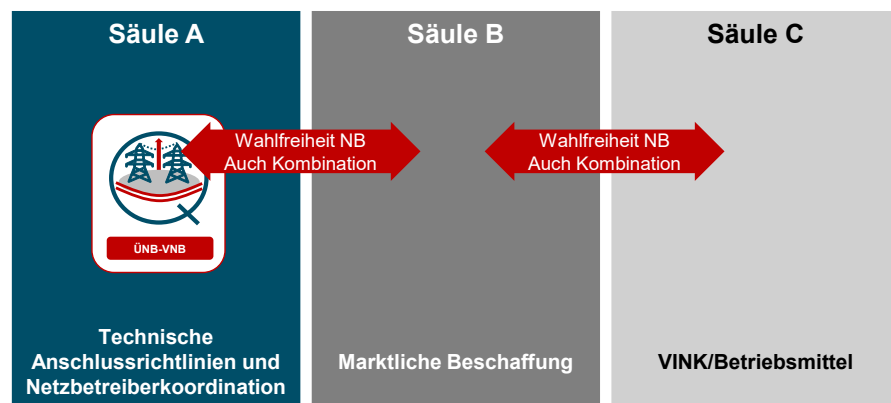 Säule A
Säule B
Säule C
Wahlfreiheit NB
Auch Kombination
Wahlfreiheit NB
Auch Kombination
ÜNB-VNB
Technische
Anschlussrichtlinien und
Netzbetreiberkoordination
Marktliche Beschaffung
VINK/Betriebsmittel